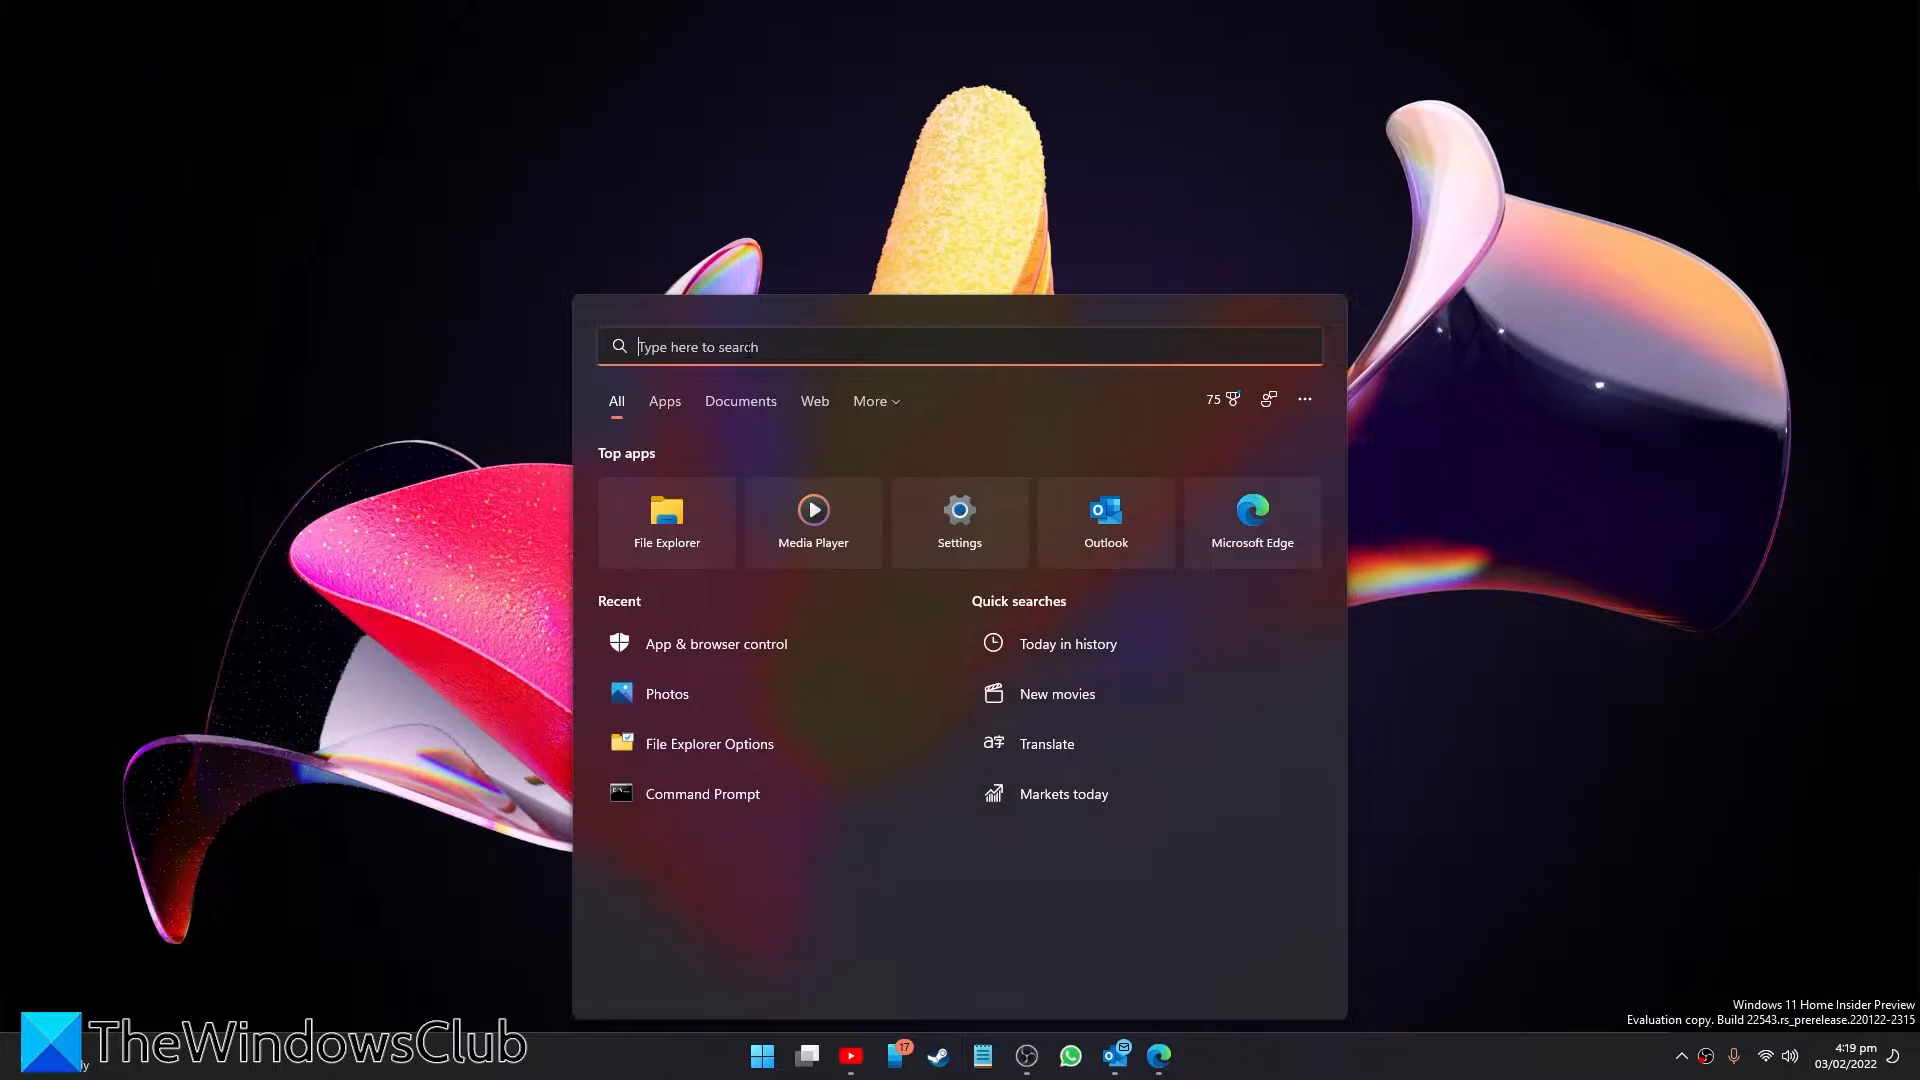 Type here to search
All Apps Documents Web More
75
Top apps
File Explorer Media Player Settings Outlook Microsoft Edge
Recent
Quick searches
App & browser control
Today in history
Photos
New movies
File Explorer Options
Translate
Command Prompt
Markets today
Windows 11 Home Insider Preview
Evaluation copy. Build 22543.rs_prerelease.220122-2315
TheWindowsClub
17
4:19 pm
03/02/2022